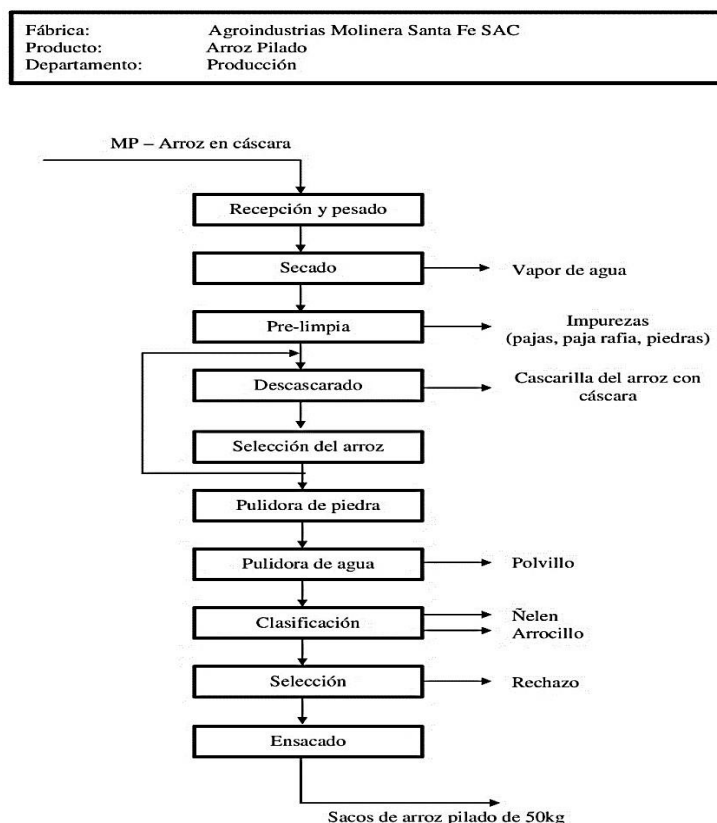 Fábrica: Agroindustrias Molinera Santa Fe SAC
Producto: Arroz Pilado
Departamento: Producción
MP – Arroz en cáscara
Recepción y pesado
Secado
Vapor de agua
Pre-limpia
Impurezas
(pajas, paja rafia, piedras)
Descascarado
Cascarilla del arroz con
cáscara
Selección del arroz
Pulidora de piedra
Pulidora de agua
Polvillo
Clasificación
Ñelen
Arrocillo
Selección
Rechazo
Ensacado
Sacos de arroz pilado de 50kg